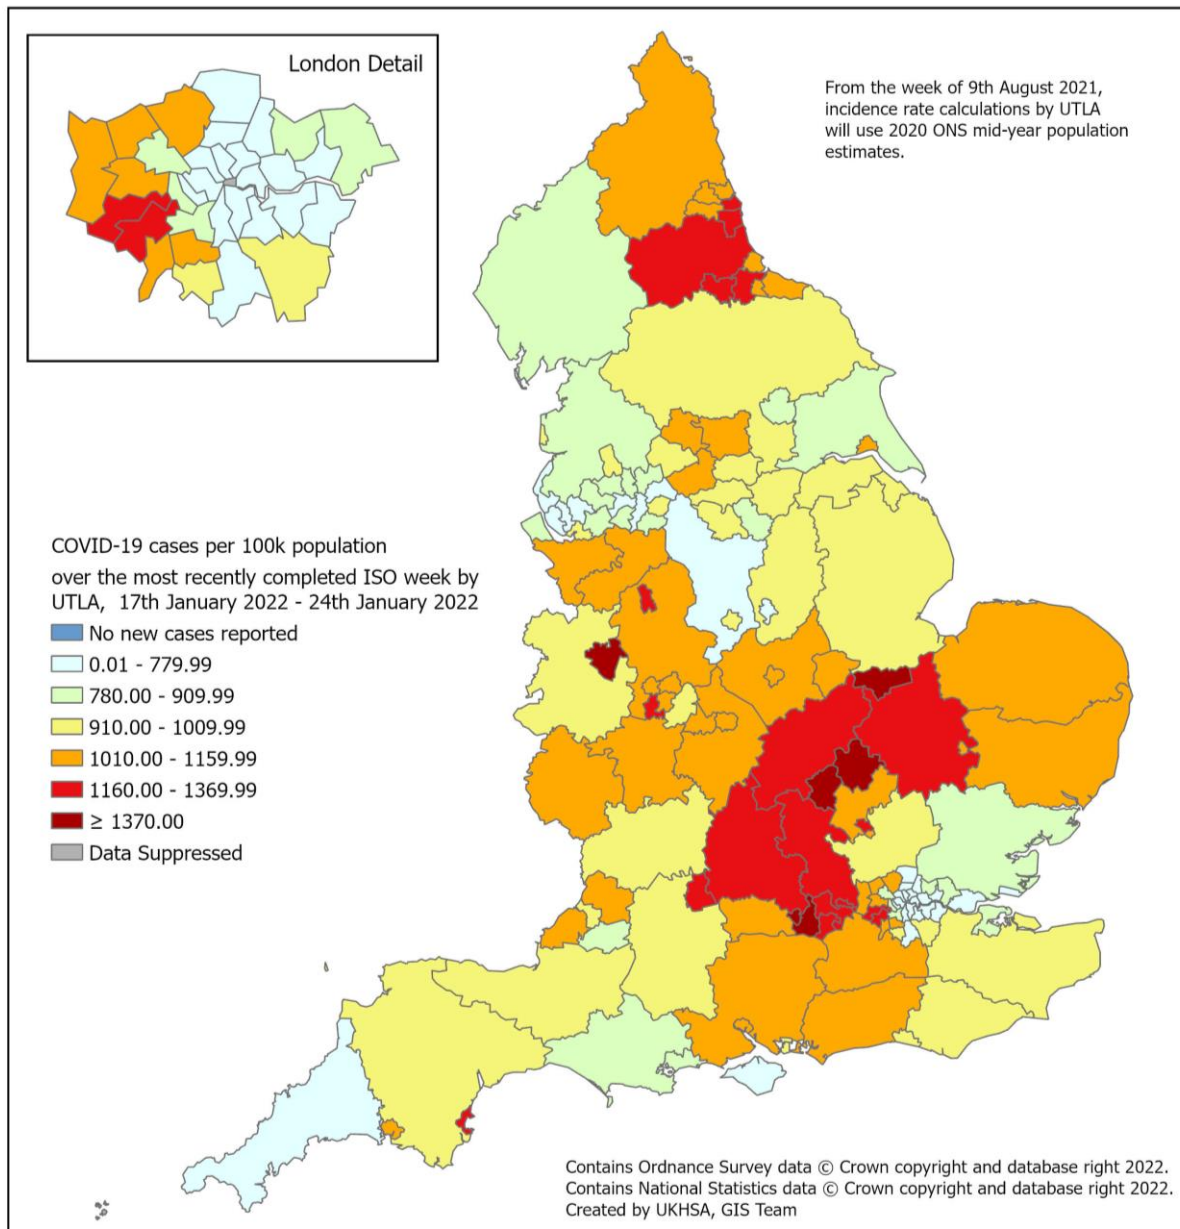 London Detail
From the week of 9th August 2021,
incidence rate calculations by UTLA
will use 2020 ONS mid-year population
estimates.
COVID-19 cases per 100k population
over the most recently completed ISO week by
UTLA, 17th January 2022 - 24th January 2022
No new cases reported
0.01 - 779.99
780.00 - 909.99
910.00 - 1009.99
1010.00 - 1159.99
1160.00 - 1369.99
≥ 1370.00
Data Suppressed
Contains Ordnance Survey data © Crown copyright and database right 2022.
Contains National Statistics data © Crown copyright and database right 2022.
Created by UKHSA, GIS Team